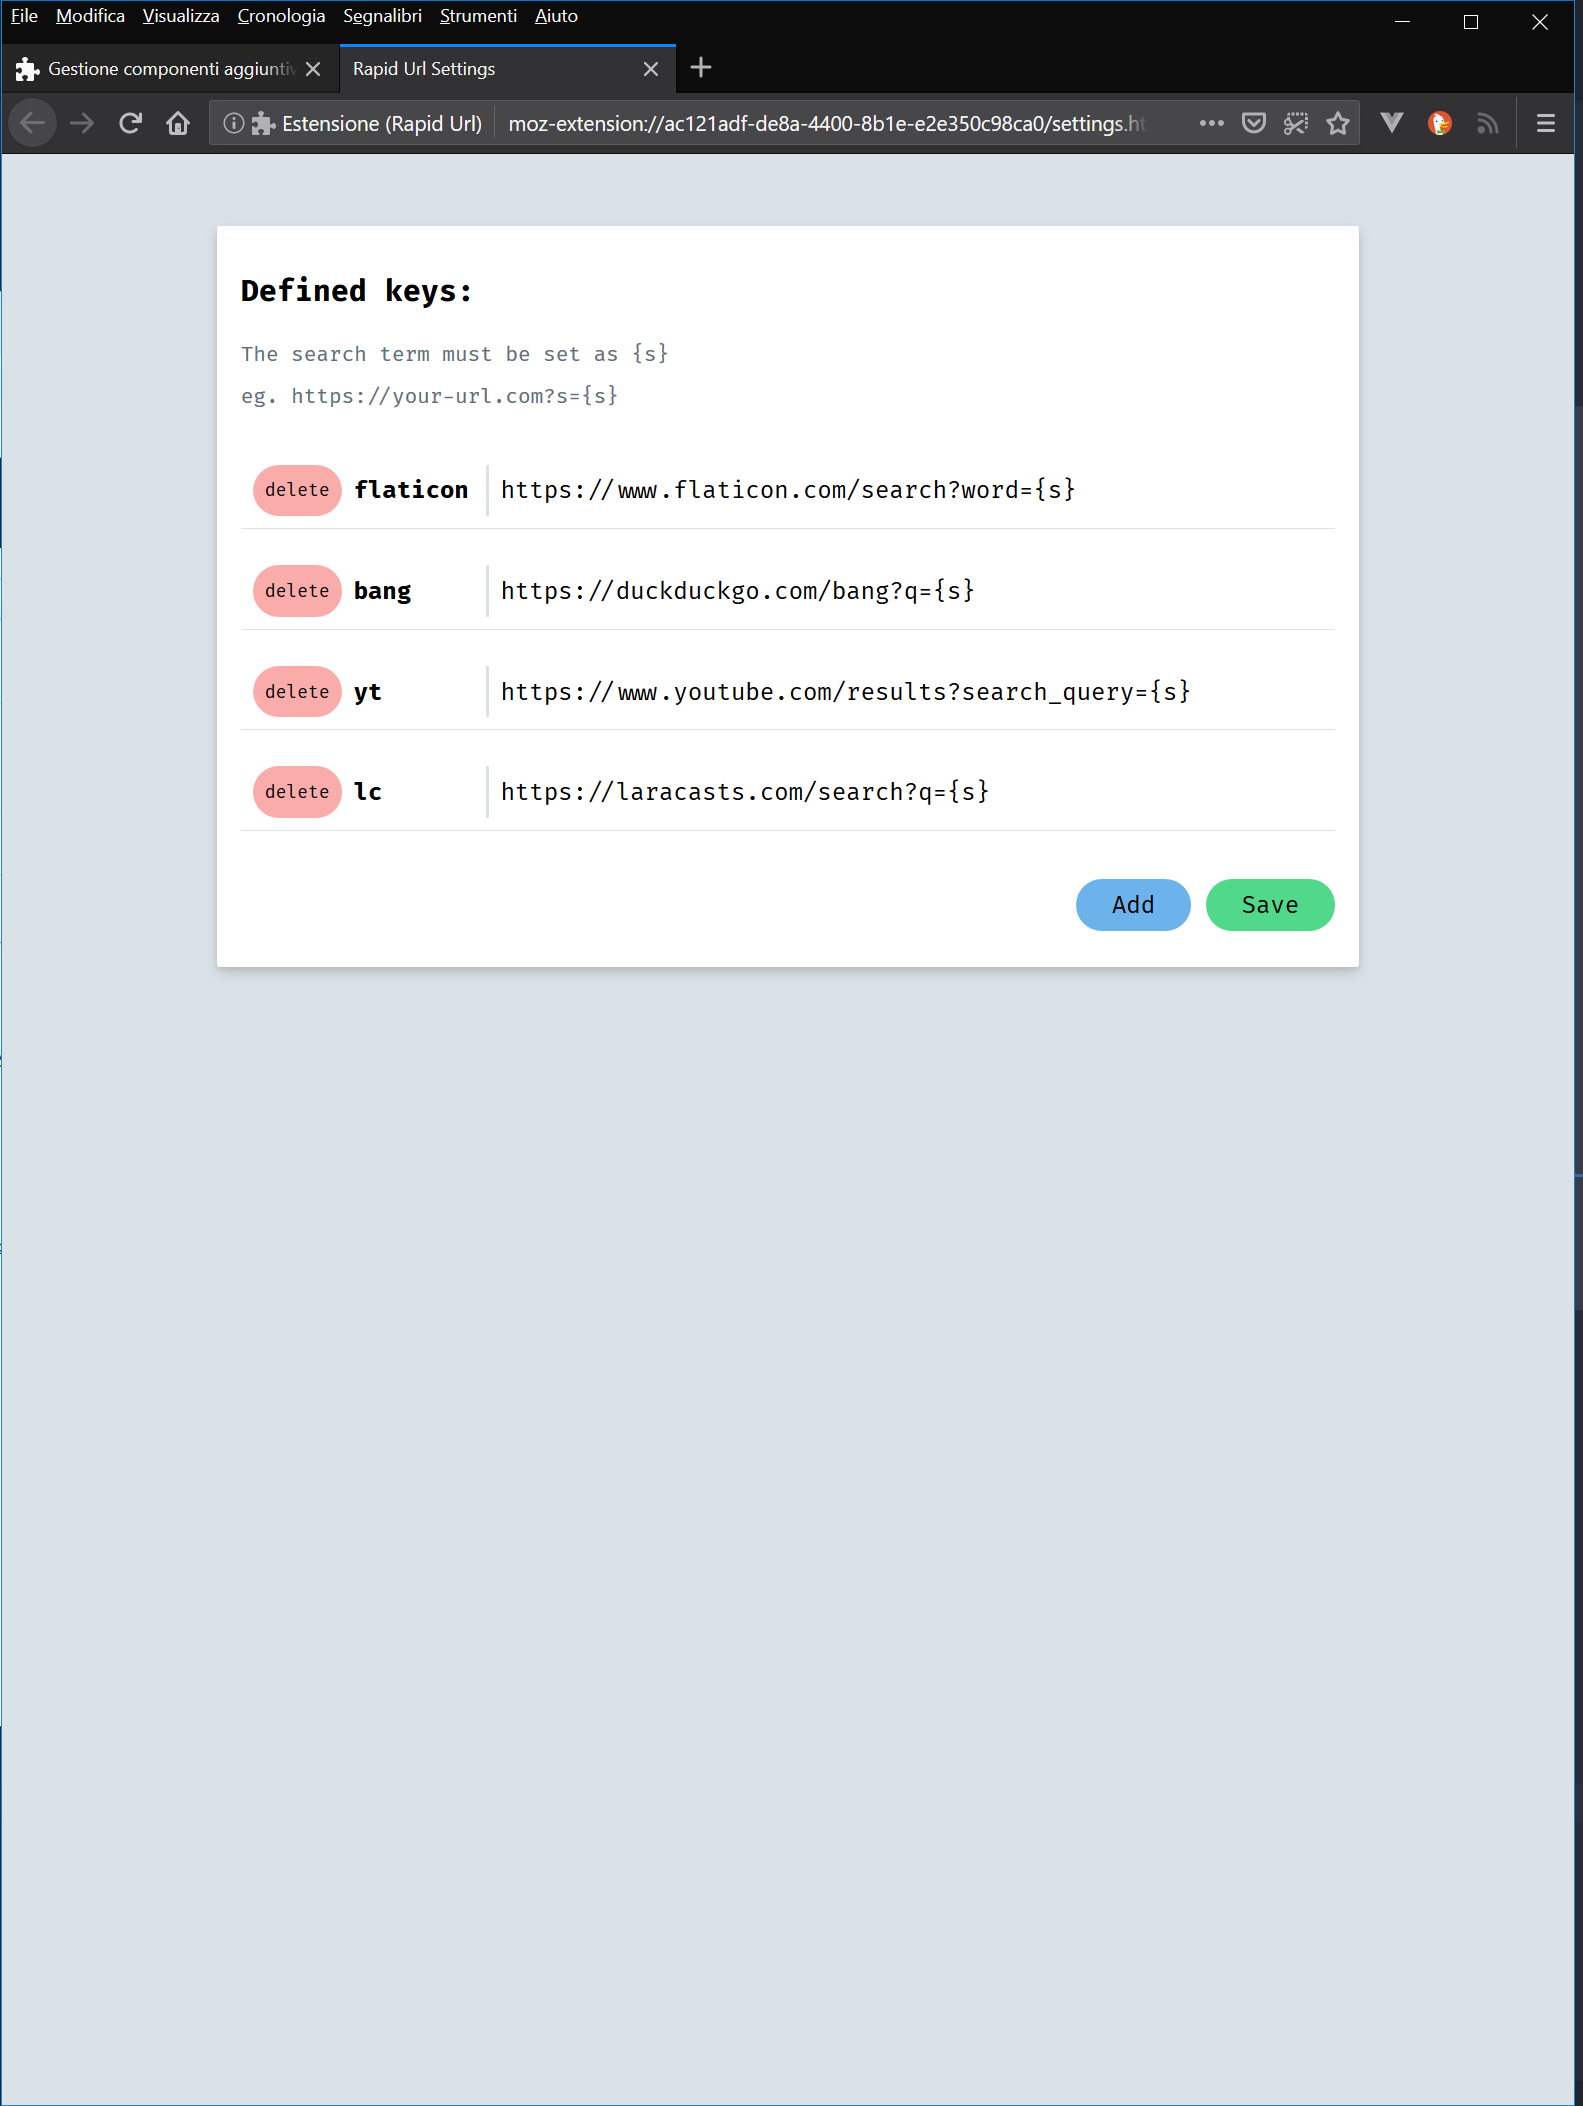 File Modifica Visualizza Cronologia Segnalibri Strumenti Aiuto
Gestione componenti aggiuntiv
Rapid Url Settings
Estensione (Rapid Url) moz-extension://ac121adf-de8a-4400-8b1e-e2e350c98ca0/settings.ht
Defined keys:
The search term must be set as {s}
eg. https://your-url.com?s={s}
delete flaticon https://www.flaticon.com/search?word={s}
delete bang https://duckduckgo.com/bang?q={s}
delete yt https://www.youtube.com/results?search_query={s}
delete lc https://laracasts.com/search?q={s}
Add Save